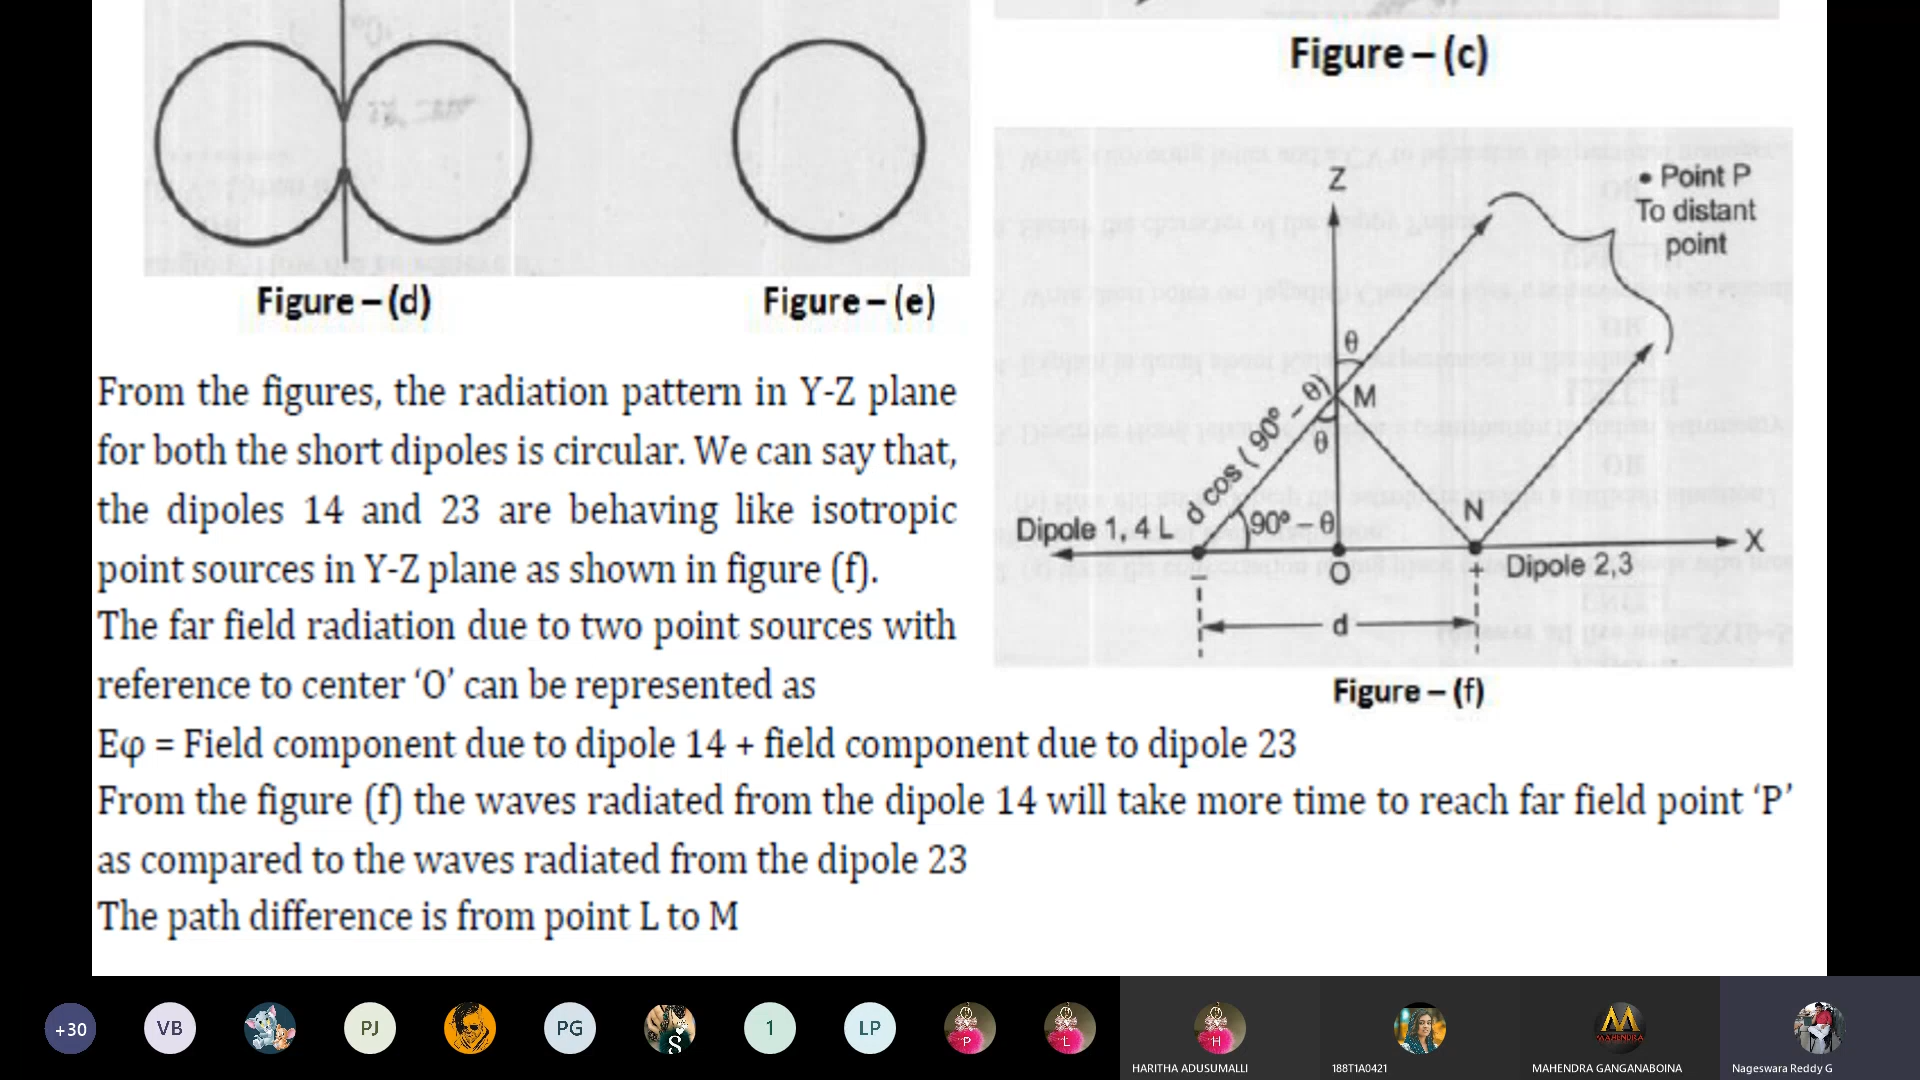 Figure – (c)
Figure – (d)
Figure – (e)
Z
• Point P
To distant
point
θ
M
d cos (90° – θ)
θ
N
Dipole 1, 4 L
90° – θ
X
–
O
+
Dipole 2,3
d
Figure – (f)
From the figures, the radiation pattern in Y-Z plane
for both the short dipoles is circular. We can say that,
the dipoles 14 and 23 are behaving like isotropic
point sources in Y-Z plane as shown in figure (f).
The far field radiation due to two point sources with
reference to center ‘O’ can be represented as
Eφ = Field component due to dipole 14 + field component due to dipole 23
From the figure (f) the waves radiated from the dipole 14 will take more time to reach far field point ‘P’
as compared to the waves radiated from the dipole 23
The path difference is from point L to M
+30
VB
PJ
PG
S
1
LP
P
L
H
MAHENDRA
HARITHA ADUSUMALLI
188T1A0421
MAHENDRA GANGANABOINA
Nageswara Reddy G